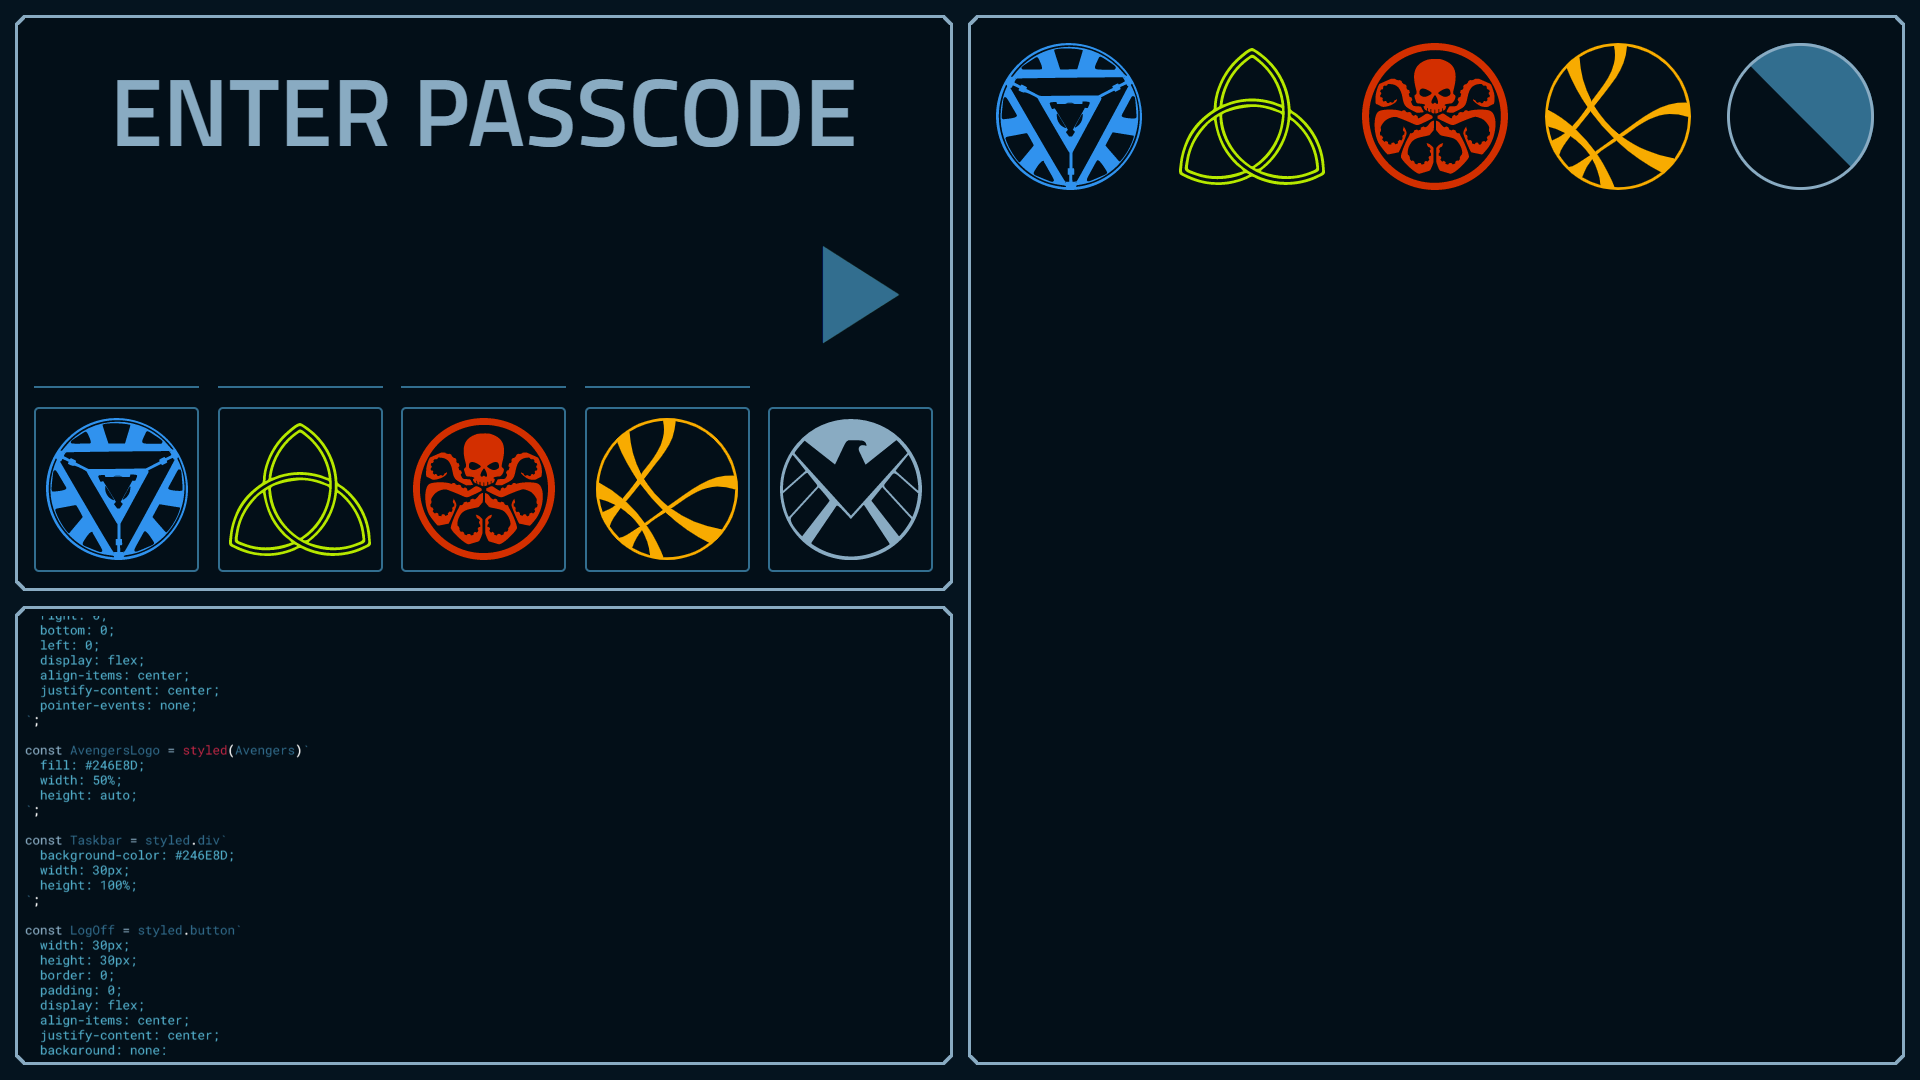 ENTER PASSCODE
right: 0;
bottom: 0;
left: 0;
display: flex;
align-items: center;
justify-content: center;
pointer-events: none;
`;
const AvengersLogo = styled(Avengers)`
fill: #246E8D;
width: 50%;
height: auto;
`;
const Taskbar = styled.div`
background-color: #246E8D;
width: 30px;
height: 100%;
`;
const LogOff = styled.button`
width: 30px;
height: 30px;
border: 0;
padding: 0;
display: flex;
align-items: center;
justify-content: center;
background: none;